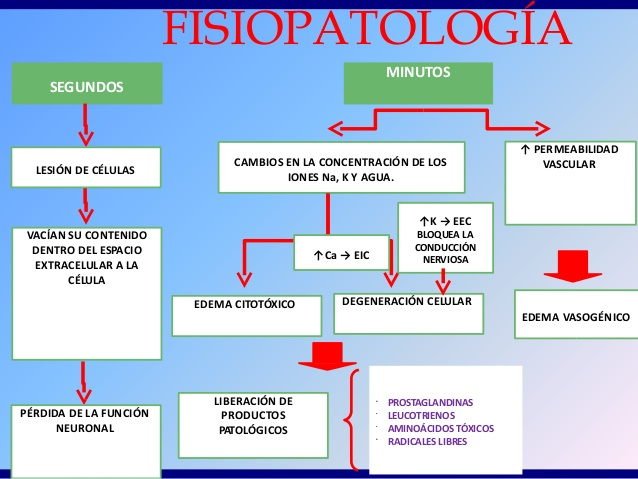 FISIOPATOLOGÍA
SEGUNDOS
LESIÓN DE CÉLULAS
VACÍAN SU CONTENIDO
DENTRO DEL ESPACIO
EXTRACELULAR A LA
CÉLULA
PÉRDIDA DE LA FUNCIÓN
NEURONAL
MINUTOS
CAMBIOS EN LA CONCENTRACIÓN DE LOS
IONES Na, K Y AGUA.
↑ PERMEABILIDAD
VASCULAR
↑Ca → EIC
↑K → EEC
BLOQUEA LA
CONDUCCIÓN
NERVIOSA
EDEMA CITOTÓXICO
DEGENERACIÓN CELULAR
EDEMA VASOGÉNICO
LIBERACIÓN DE
PRODUCTOS
PATOLÓGICOS
· PROSTAGLANDINAS
· LEUCOTRIENOS
· AMINOÁCIDOS TÓXICOS
· RADICALES LIBRES